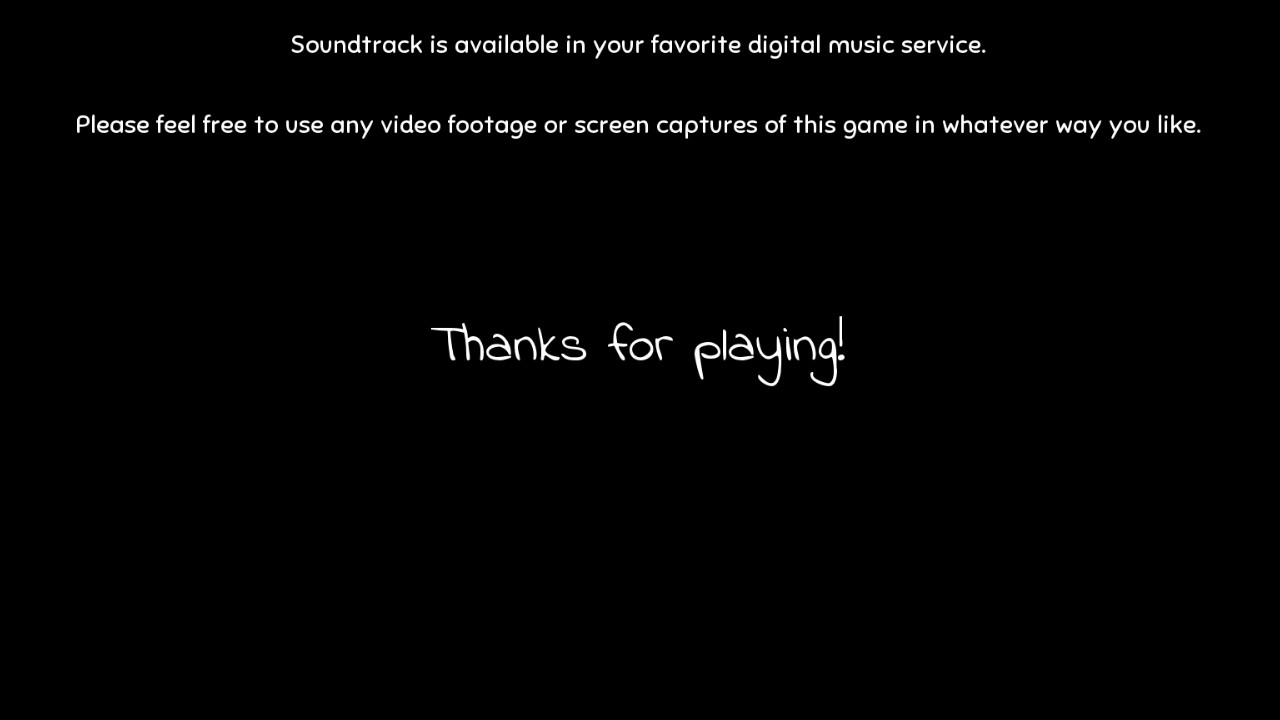 Soundtrack is available in your favorite digital music service.
Please feel free to use any video footage or screen captures of this game in whatever way you like.
Thanks for playing!